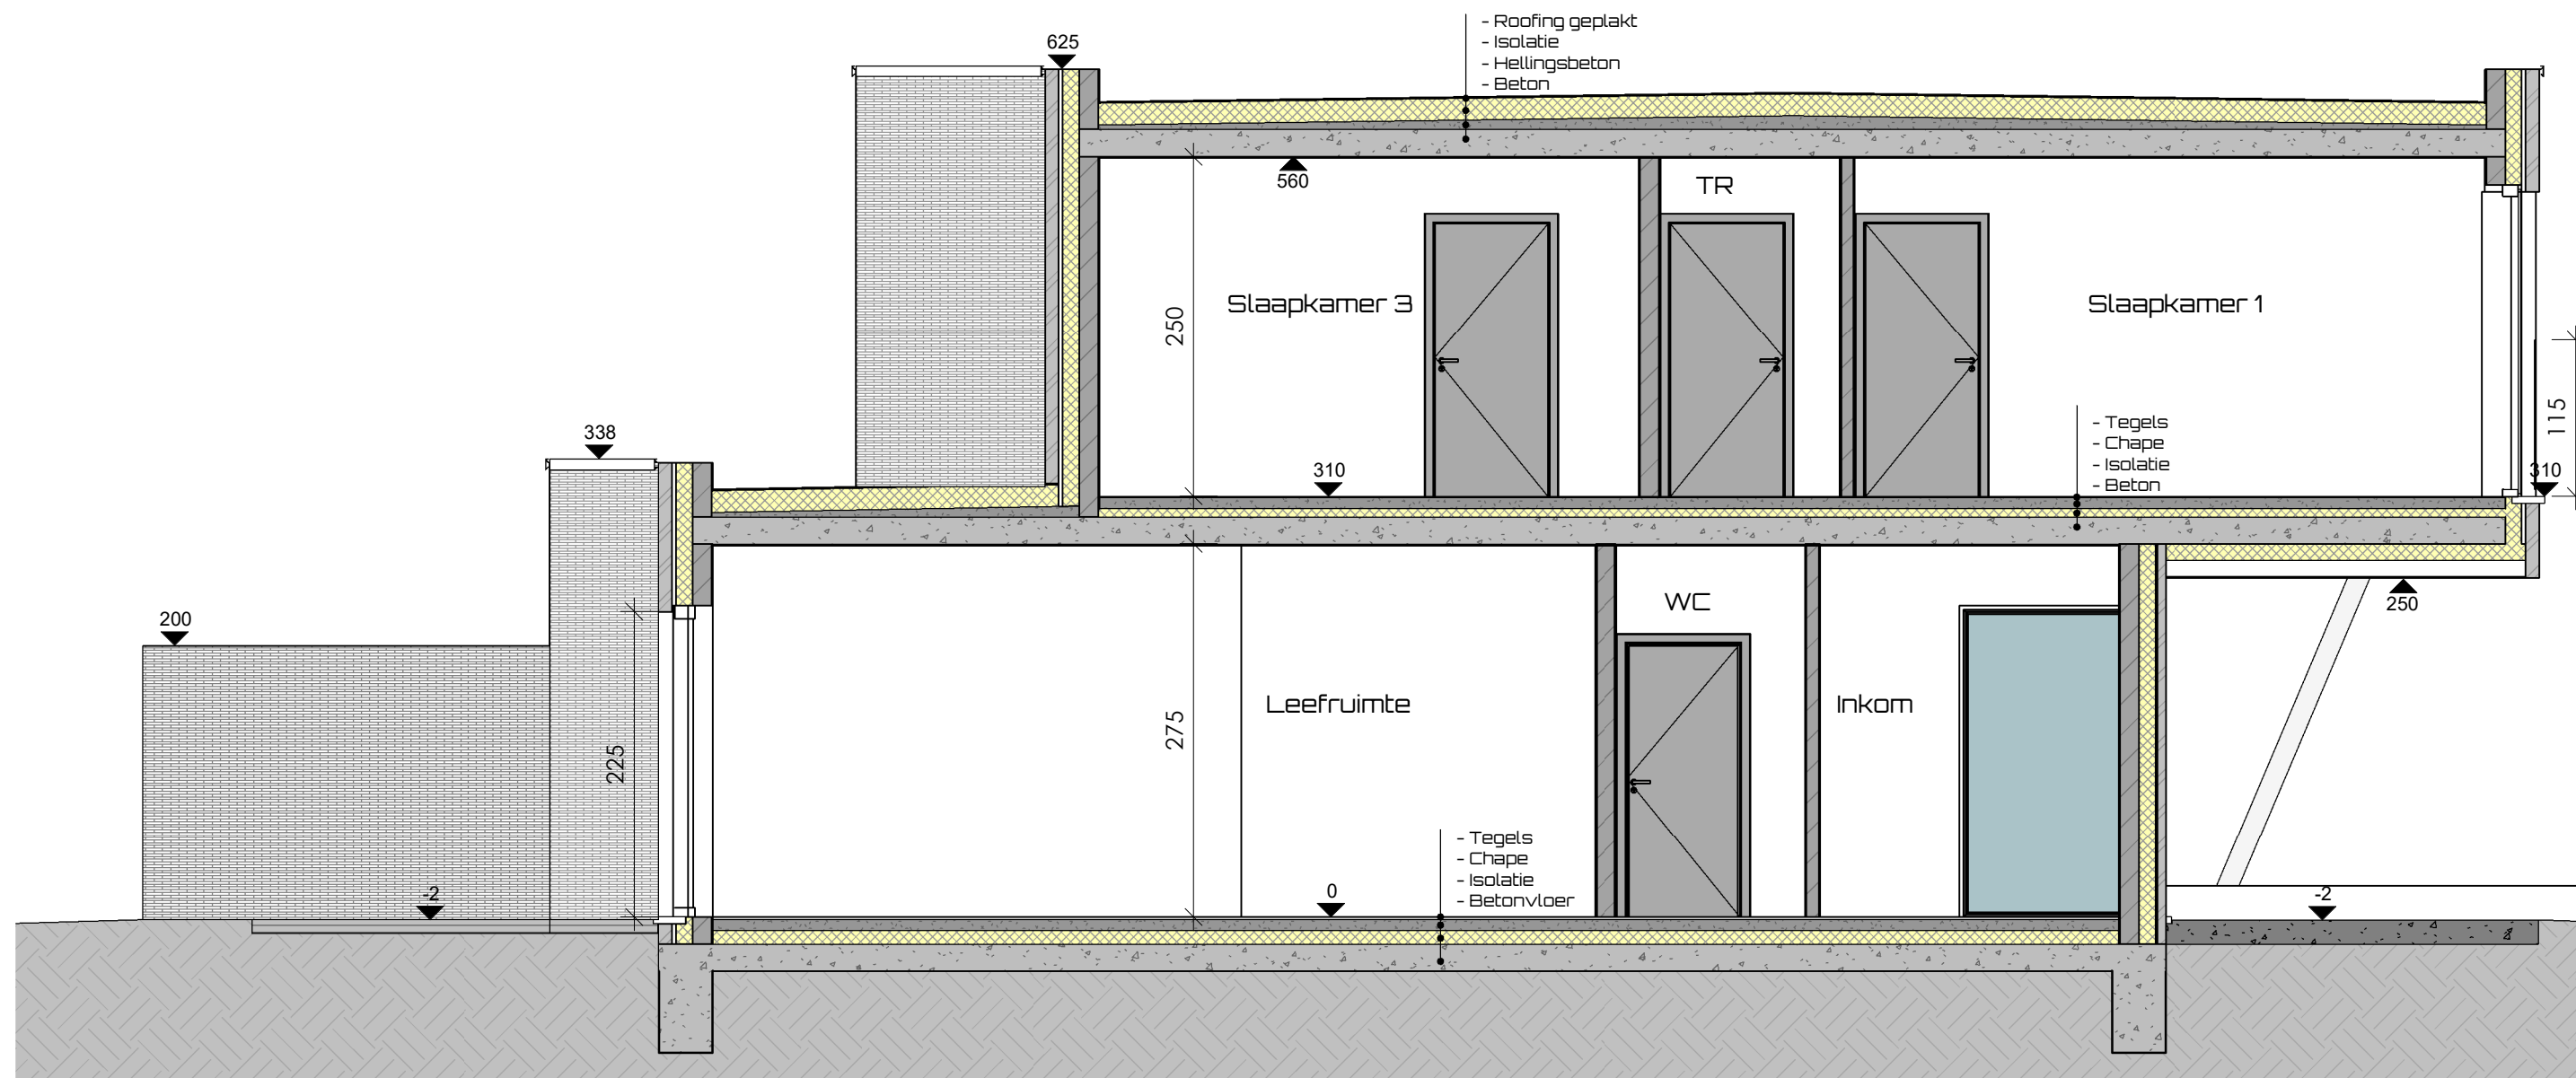 - Roofing geplakt
- Isolatie
- Hellingsbeton
- Beton
625
560
TR
Slaapkamer 3
Slaapkamer 1
250
115
- Tegels
- Chape
- Isolatie
- Beton
338
310
310
200
WC
250
225
275
Leefruimte
Inkom
- Tegels
- Chape
- Isolatie
- Betonvloer
-2
0
-2